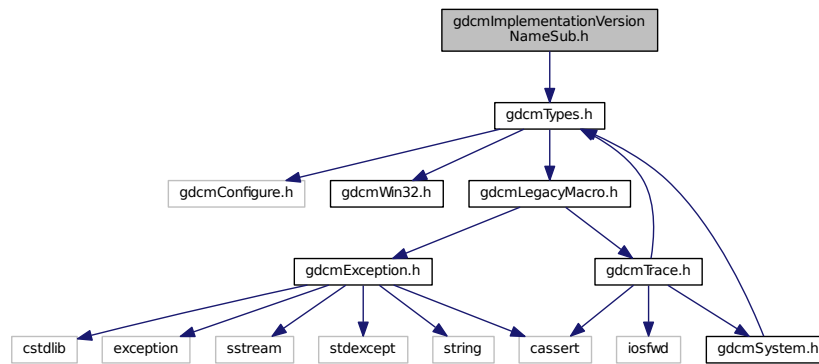 gdcmImplementationVersion
NameSub.h
gdcmTypes.h
gdcmConfigure.h
gdcmWin32.h
gdcmLegacyMacro.h
gdcmException.h
gdcmTrace.h
cstdlib
exception
sstream
stdexcept
string
cassert
iosfwd
gdcmSystem.h